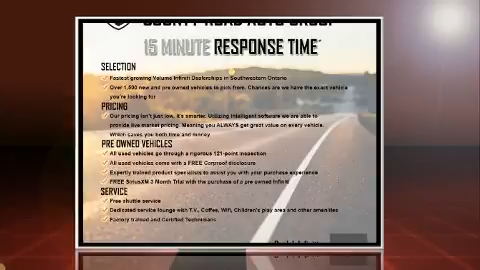 COUNTY ROAD AUTO GROUP
15 MINUTE RESPONSE TIME*
SELECTION
Fastest growing Volume Infiniti Dealerships in Southwestern Ontario
Over 1,500 new and pre owned vehicles to pick from. Chances are we have the exact vehicle
you're looking for
PRICING
Our pricing isn't just low, it's smarter. Utilizing intelligent software we are able to
provide live market pricing. Meaning you ALWAYS get great value on every vehicle.
Which saves you both time and money
PRE OWNED VEHICLES
All used vehicles go through a rigorous 121-point inspection
All used vehicles come with a FREE Carproof disclosure
Expertly trained product specialists to assist you with your purchase experience
FREE SiriusXM 3 Month Trial with the purchase of a pre owned Infiniti
SERVICE
Free shuttle service
Dedicated service lounge with T.V., Coffee, Wifi, Children's play area and other amenities
Factory trained and Certified Technicians